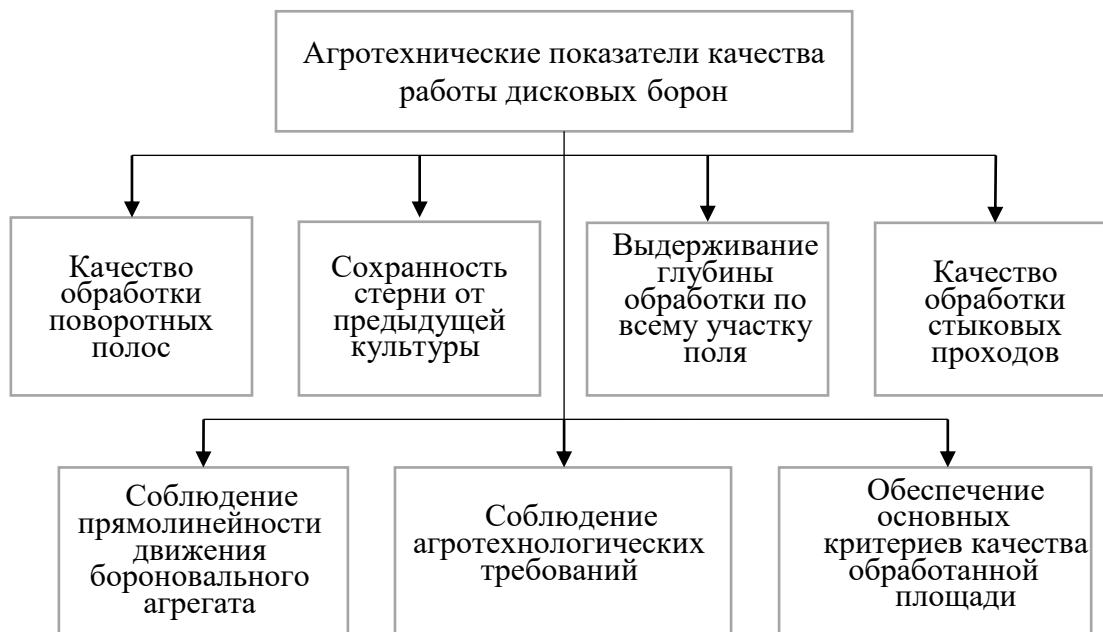 Агротехнические показатели качества
работы дисковых борон
Качество
обработки
поворотных
полос
Сохранность
стерни от
предыдущей
культуры
Выдерживание
глубины
обработки по
всему участку
поля
Качество
обработки
стыковых
проходов
Соблюдение
прямолинейности
движения
бороновального
агрегата
Соблюдение
агротехнологических
требований
Обеспечение
основных
критериев качества
обработанной
площади